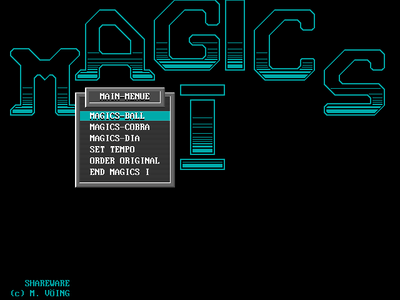 MAGICS
I
MAIN-MENUE
MAGICS-BALL
MAGICS-COBRA
MAGICS-DIA
SET TEMPO
ORDER ORIGINAL
END MAGICS I
SHAREWARE
(c) M. VöING